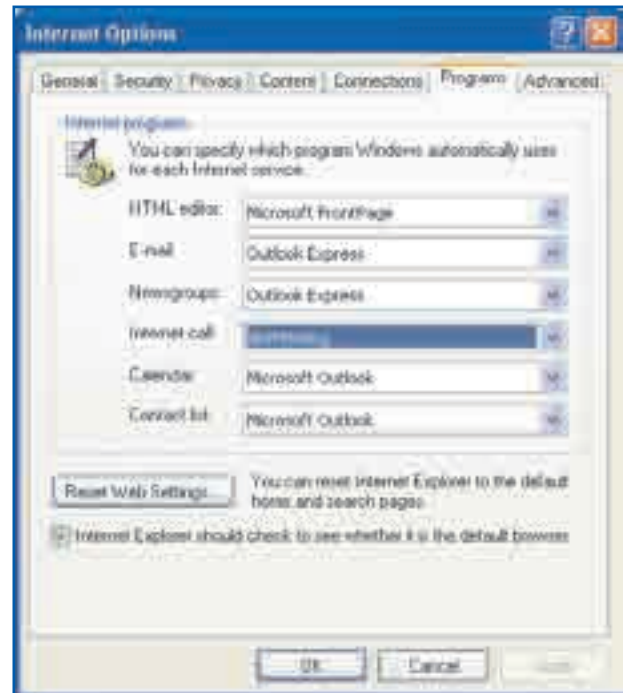 Internet Options
General Security Privacy Content Connections Programs Advanced
Internet programs
You can specify which program Windows automatically uses
for each Internet service.
HTML editor: Microsoft FrontPage
E-mail: Outlook Express
Newsgroups: Outlook Express
Internet call:
Calendar: Microsoft Outlook
Contact list: Microsoft Outlook
Reset Web Settings... You can reset Internet Explorer to the default
home and search pages.
Internet Explorer should check to see whether it is the default browser
OK Cancel